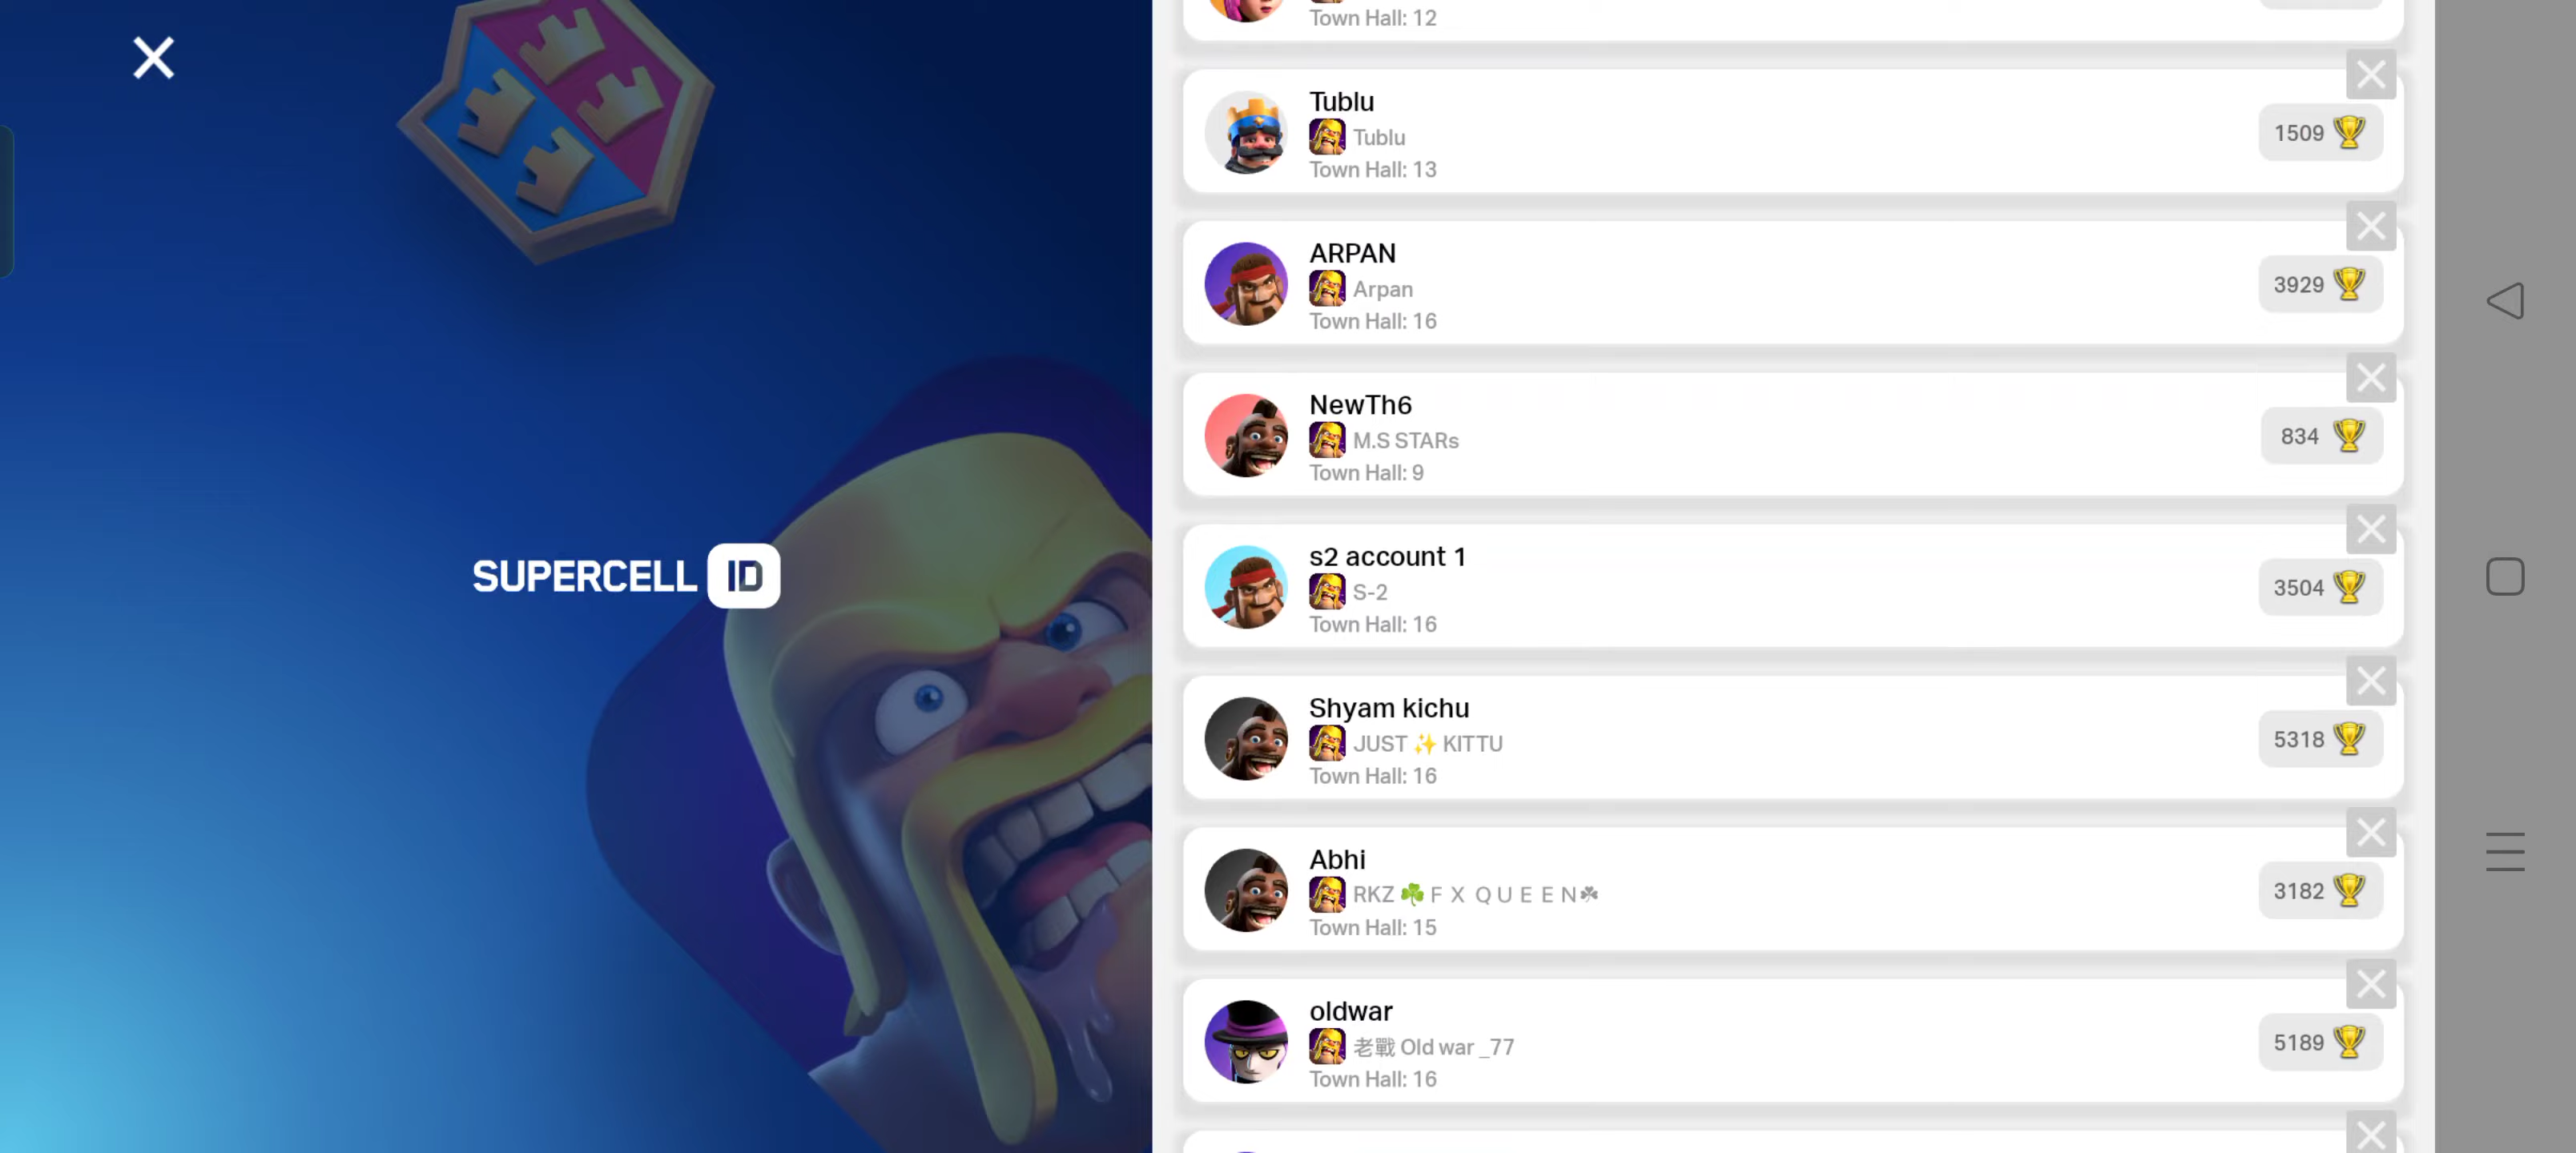 SUPERCELL ID
Town Hall: 12
Tublu
Tublu
Town Hall: 13
1509
ARPAN
Arpan
Town Hall: 16
3929
NewTh6
M.S STARs
Town Hall: 9
834
s2 account 1
S-2
Town Hall: 16
3504
Shyam kichu
JUST ✨ KITTU
Town Hall: 16
5318
Abhi
RKZ ☘️ F X Q U E E N☘
Town Hall: 15
3182
oldwar
老戰 Old war _77
Town Hall: 16
5189